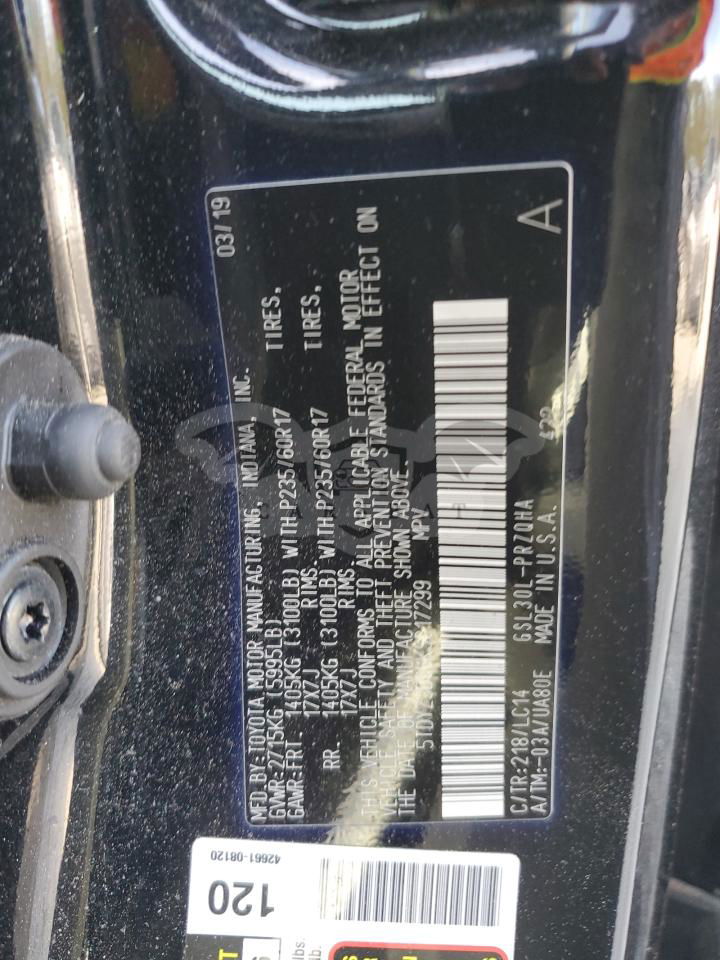 MFD.BY:TOYOTA MOTOR MANUFACTURING, INDIANA, INC. 03/19
GVWR:2715KG (5995LB)
GAWR:FRT. 1405KG (3100LB) WITH P235/60R17 TIRES,
17X7J RIMS,
RR. 1405KG (3100LB) WITH P235/60R17 TIRES,
17X7J RIMS,
THIS VEHICLE CONFORMS TO ALL APPLICABLE FEDERAL MOTOR
VEHICLE SAFETY AND THEFT PREVENTION STANDARDS IN EFFECT ON
THE DATE OF MANUFACTURE SHOWN ABOVE.
MPV
C/TR:218/LC14 GSL30L-PRZQHA 422
A/TM:-03A/UA80E MADE IN U.S.A. A
42661-08120
120